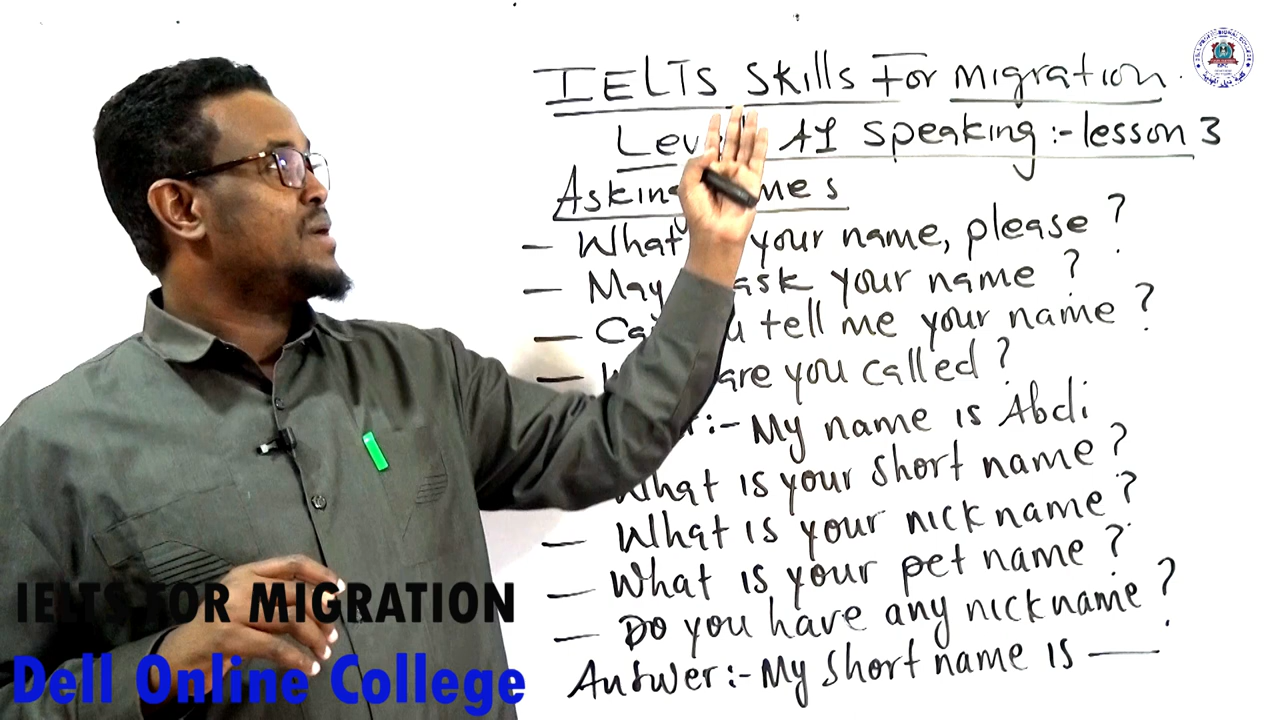 IELTS Skills For Migration
A1 Speaking :- lesson 3
Asking
your name, please ?
May ask your name ?
tell me your name ?
are you called ?
:- My name is Abdi
What is your short name ?
— What is your nick name ?
— What is your pet name ?
— Do you have any nickname ?
Answer :- My short name is —
IELTS FOR MIGRATION
Dell Online College